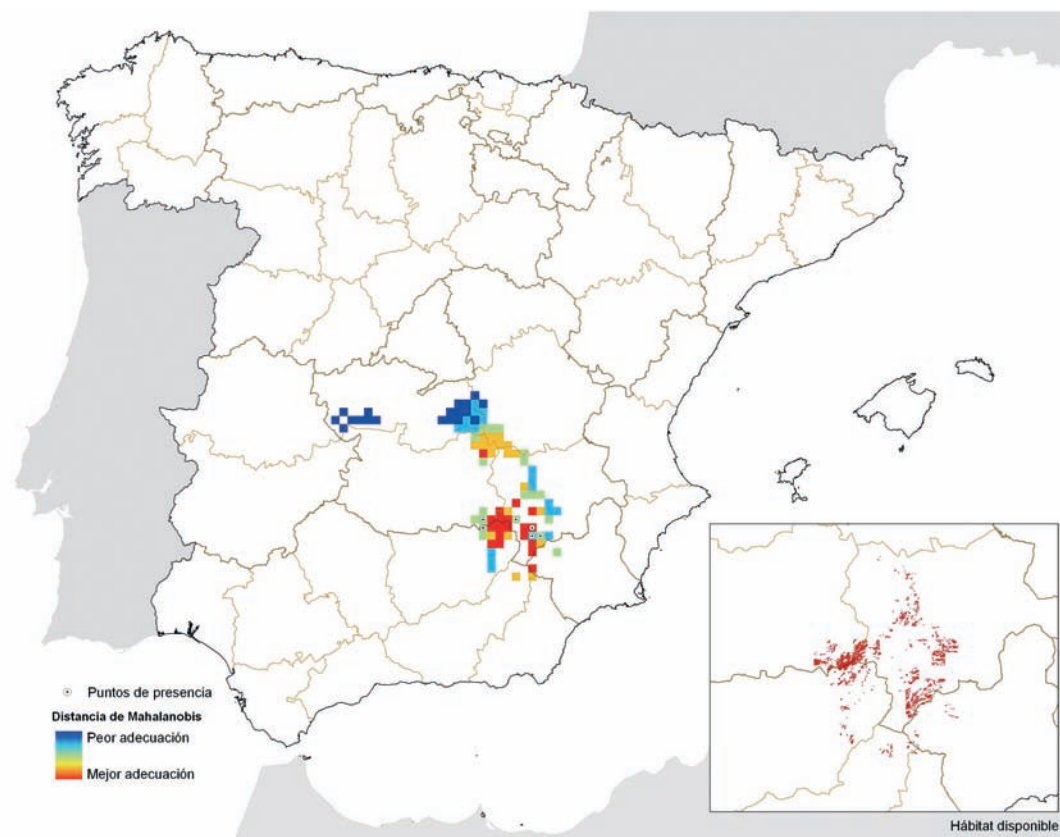 Puntos de presencia
Distancia de Mahalanobis
Peor adecuación
Mejor adecuación
Hábitat disponible